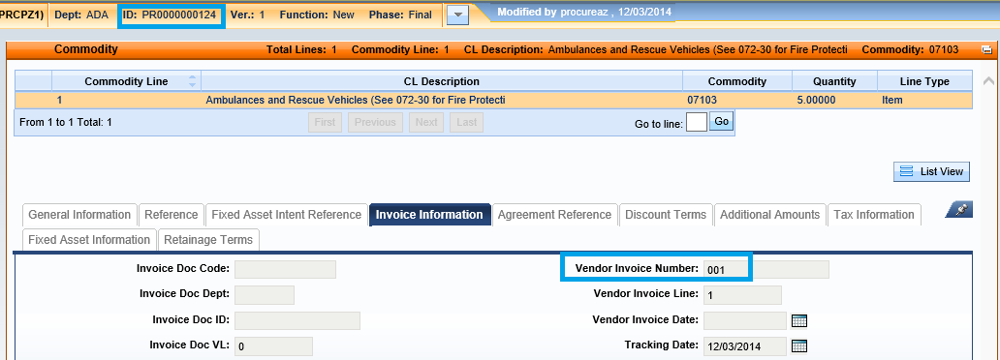 PRCPZ1) Dept: ADA ID: PR0000000124 Ver.: 1 Function: New Phase: Final Modified by procureaz , 12/03/2014
Commodity Total Lines: 1 Commodity Line: 1 CL Description: Ambulances and Rescue Vehicles (See 072-30 for Fire Protecti Commodity: 07103
Commodity Line CL Description Commodity Quantity Line Type
1 Ambulances and Rescue Vehicles (See 072-30 for Fire Protecti 07103 5.00000 Item
From 1 to 1 Total: 1 First Previous Next Last Go to line: Go
List View
General Information Reference Fixed Asset Intent Reference Invoice Information Agreement Reference Discount Terms Additional Amounts Tax Information
Fixed Asset Information Retainage Terms
Invoice Doc Code: Vendor Invoice Number: 001
Invoice Doc Dept: Vendor Invoice Line: 1
Invoice Doc ID: Vendor Invoice Date:
Invoice Doc VL: 0 Tracking Date: 12/03/2014